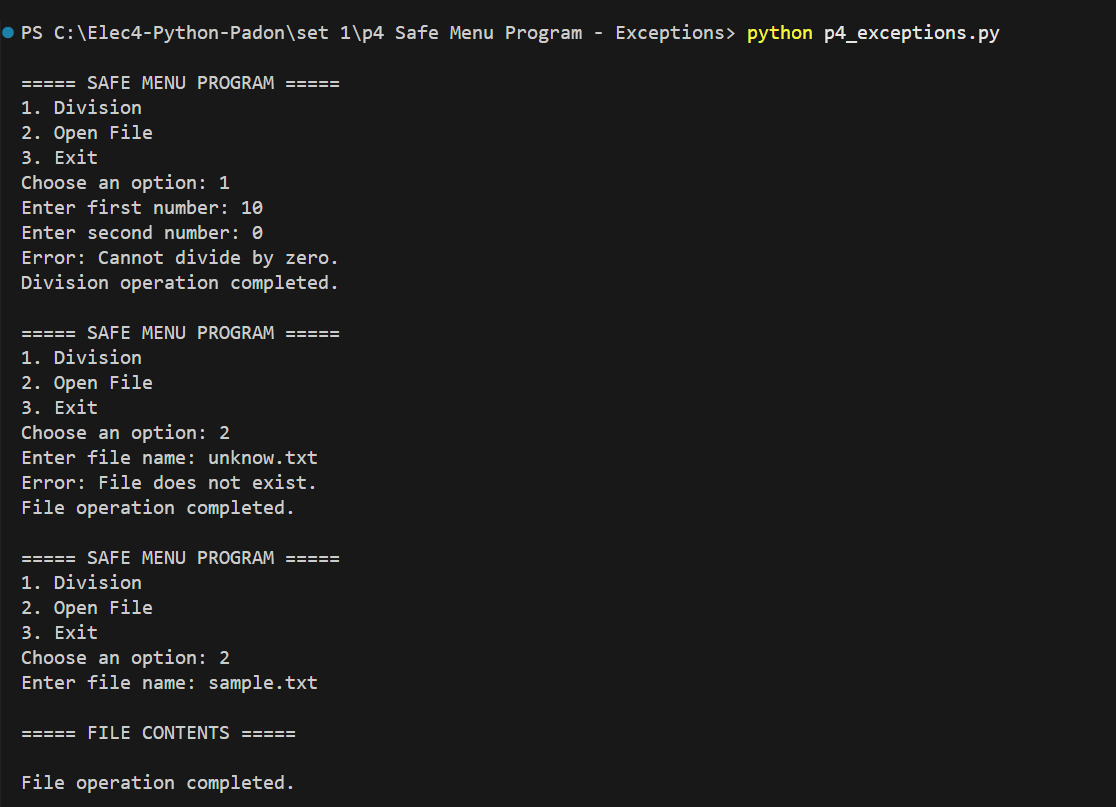 PS C:\Elec4-Python-Padon\set 1\p4 Safe Menu Program - Exceptions> python p4_exceptions.py
===== SAFE MENU PROGRAM =====
1. Division
2. Open File
3. Exit
Choose an option: 1
Enter first number: 10
Enter second number: 0
Error: Cannot divide by zero.
Division operation completed.
===== SAFE MENU PROGRAM =====
1. Division
2. Open File
3. Exit
Choose an option: 2
Enter file name: unknow.txt
Error: File does not exist.
File operation completed.
===== SAFE MENU PROGRAM =====
1. Division
2. Open File
3. Exit
Choose an option: 2
Enter file name: sample.txt
===== FILE CONTENTS =====
File operation completed.